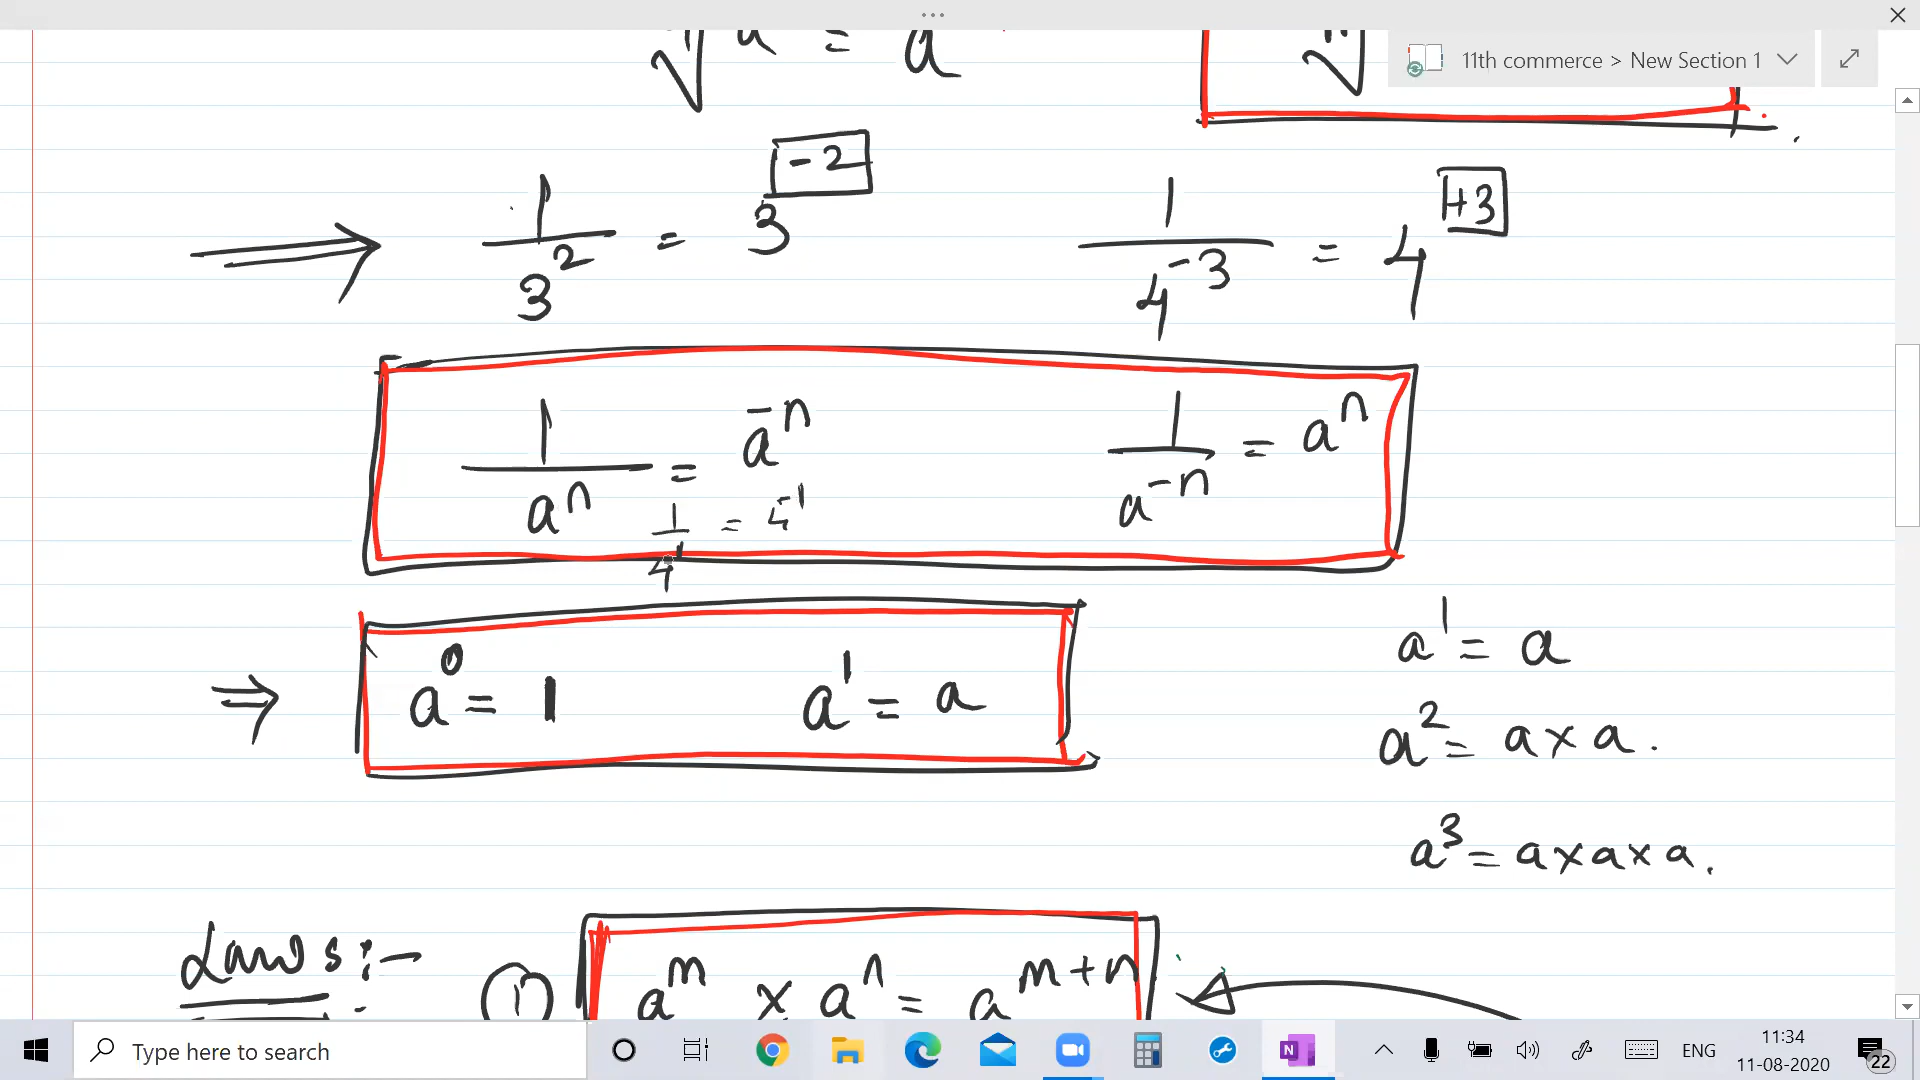 11th commerce > New Section 1
1/3² = 3^[-2]    1/4⁻³ = 4^[+3]
1/aⁿ = a⁻ⁿ    1/a⁻ⁿ = aⁿ
1/4¹ = 4⁻¹
⇒ a⁰ = 1    a¹ = a
a¹ = a
a² = a x a .
a³ = a x a x a .
Laws :-
① aᵐ x aⁿ = aᵐ⁺ⁿ
Type here to search
ENG
11:34
11-08-2020
22